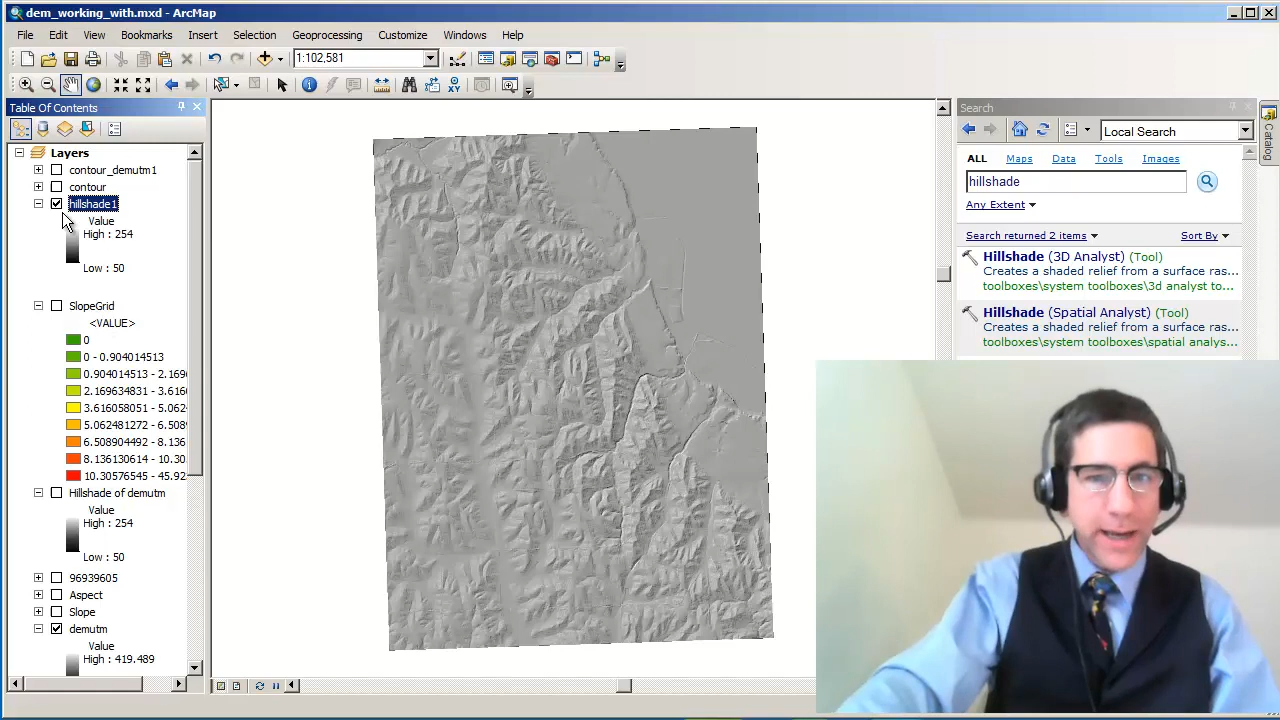 dem_working_with.mxd - ArcMap
File Edit View Bookmarks Insert Selection Geoprocessing Customize Windows Help
1:102,581
Table Of Contents
Layers
contour_demutm1
contour
hillshade1
Value
High : 254
Low : 50
SlopeGrid
<VALUE>
0
0 - 0.904014513
0.904014513 - 2.169
2.169634831 - 3.616
3.616058051 - 5.062
5.062481272 - 6.508
6.508904492 - 8.136
8.136130614 - 10.30
10.30576545 - 45.92
Hillshade of demutm
Value
High : 254
Low : 50
96939605
Aspect
Slope
demutm
Value
High : 419.489
Search
Local Search
ALL Maps Data Tools Images
hillshade
Any Extent
Search returned 2 items Sort By
Hillshade (3D Analyst) (Tool)
Creates a shaded relief from a surface ras...
toolboxes\system toolboxes\3d analyst to...
Hillshade (Spatial Analyst) (Tool)
Creates a shaded relief from a surface ras...
toolboxes\system toolboxes\spatial analys...
Catalog